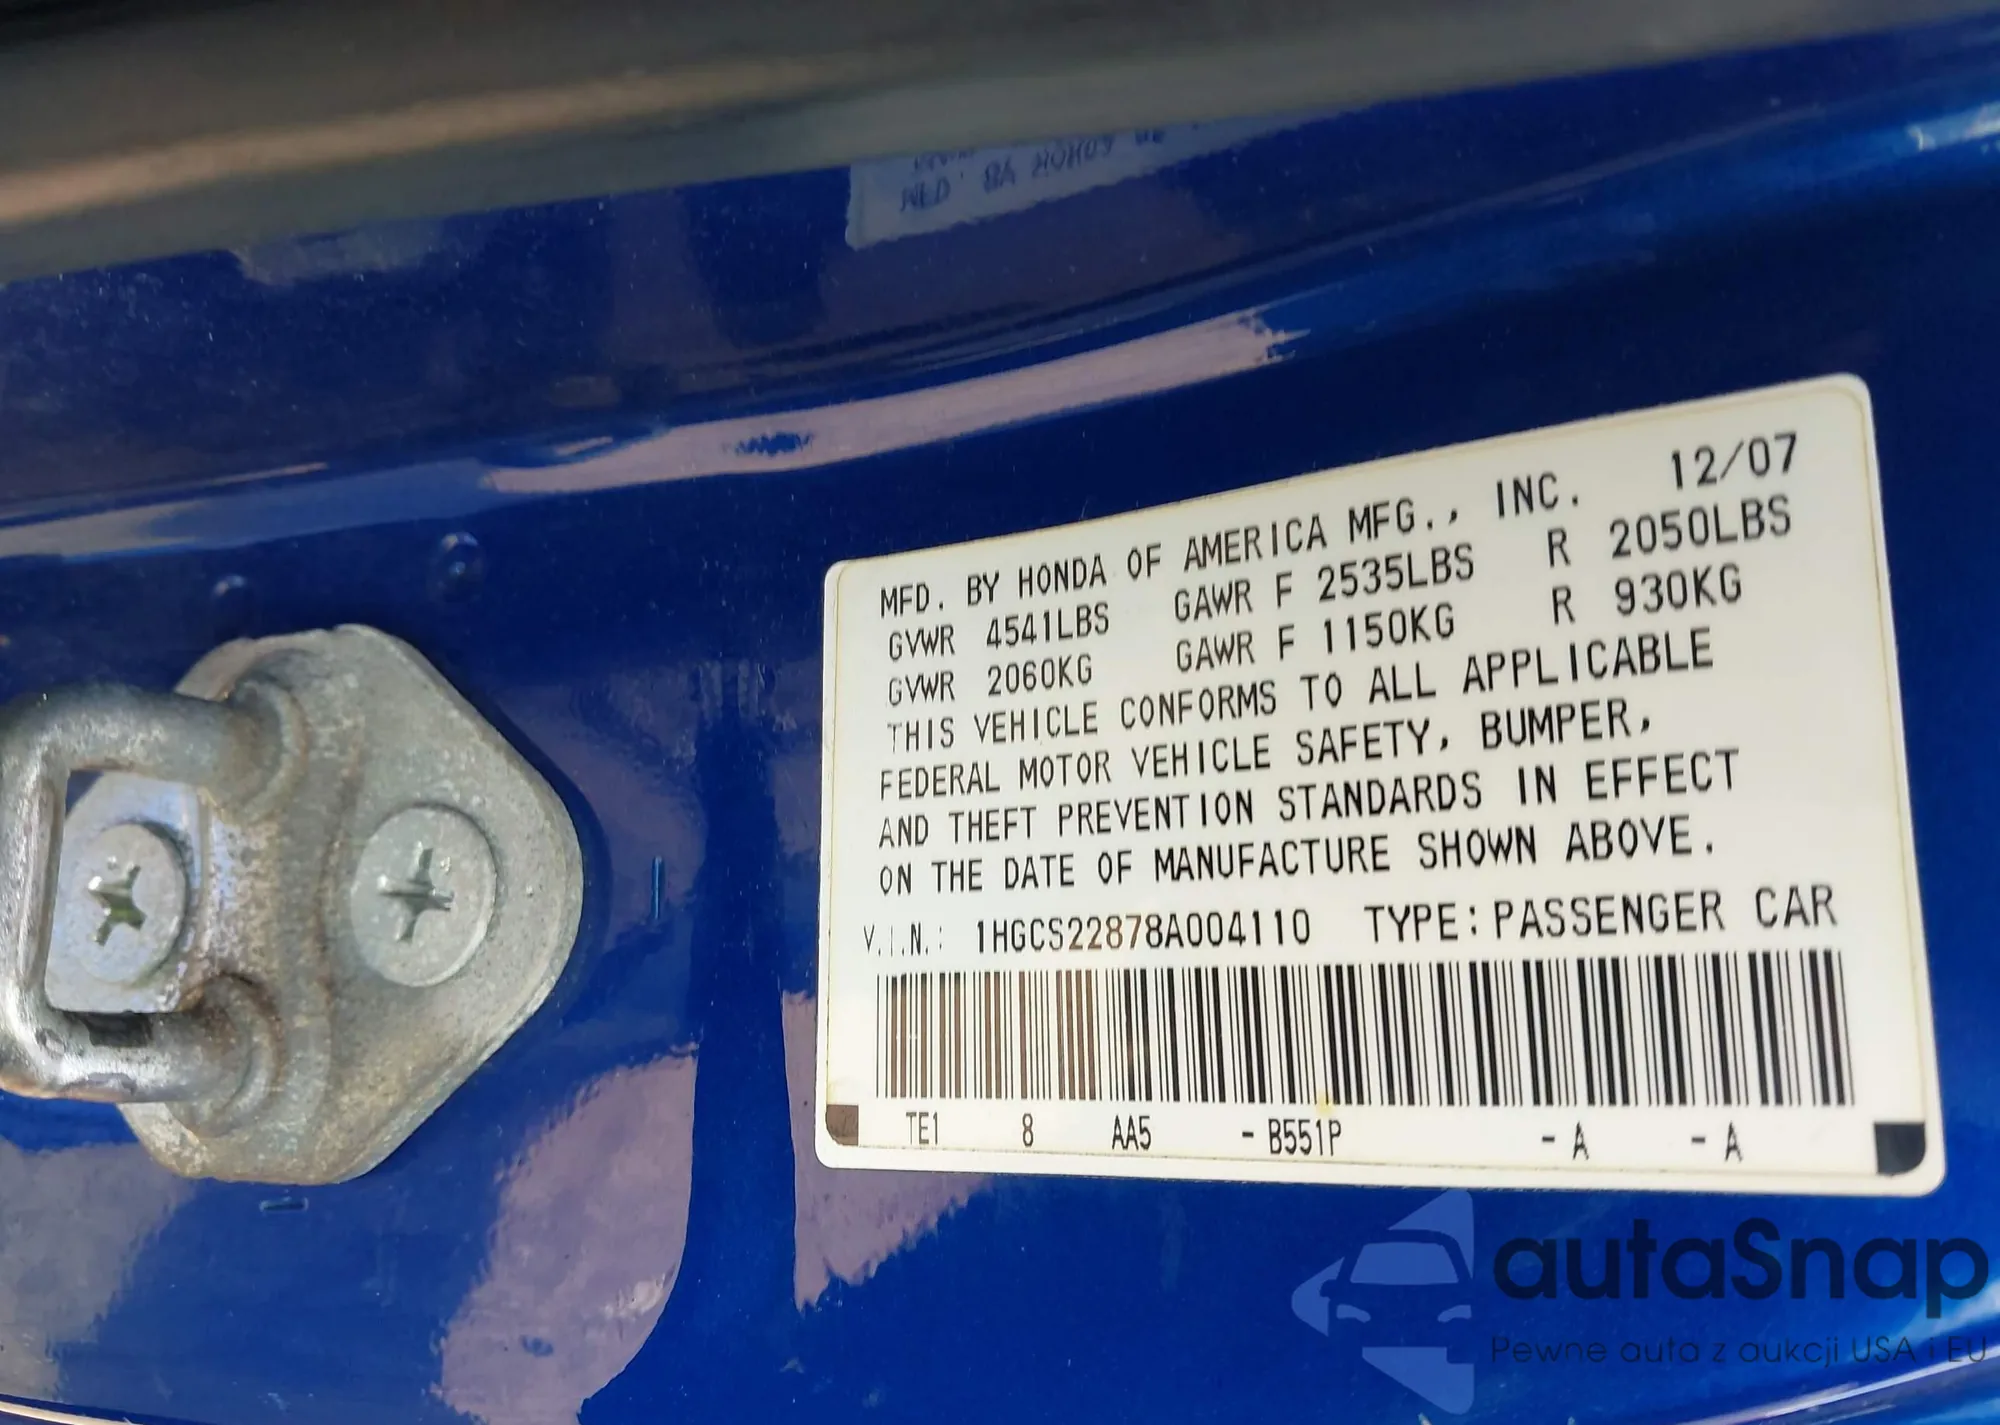 MFD. BY HONDA OF AMERICA MFG., INC. 12/07
GVWR 4541LBS GAWR F 2535LBS R 2050LBS
GVWR 2060KG GAWR F 1150KG R 930KG
THIS VEHICLE CONFORMS TO ALL APPLICABLE
FEDERAL MOTOR VEHICLE SAFETY, BUMPER,
AND THEFT PREVENTION STANDARDS IN EFFECT
ON THE DATE OF MANUFACTURE SHOWN ABOVE.
V.I.N.: 1HGCS22878A004110 TYPE: PASSENGER CAR
TE1 8 AA5 - B551P - A - A
autaSnap
Pewne auta z aukcji USA i EU